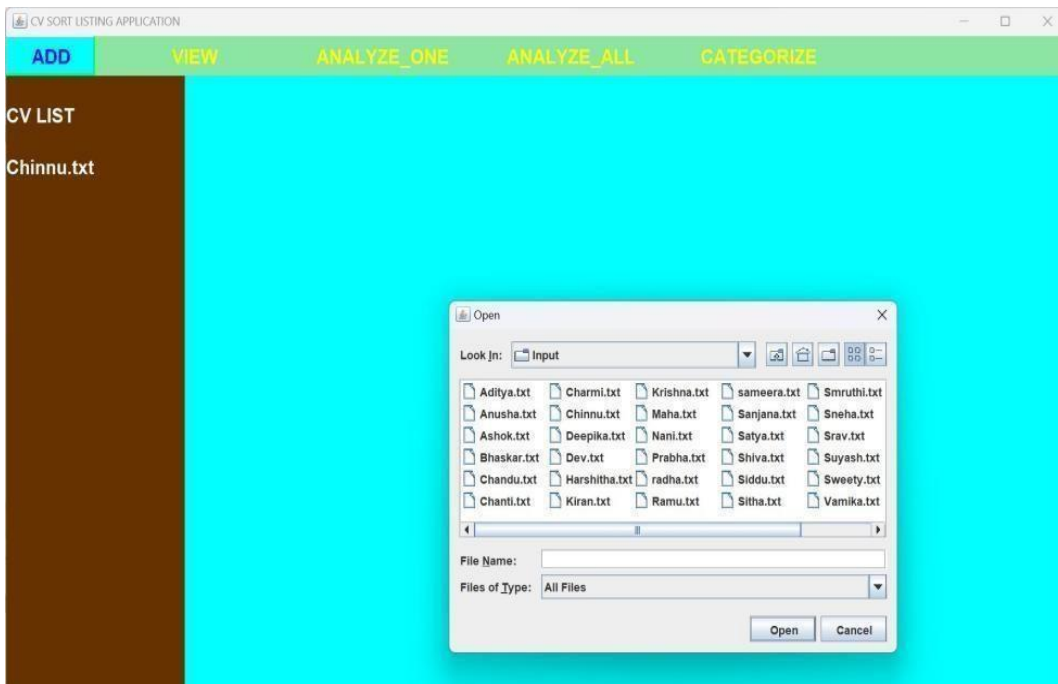 CV SORT LISTING APPLICATION
ADD VIEW ANALYZE_ONE ANALYZE_ALL CATEGORIZE
CV LIST
Chinnu.txt
Open
Look In: Input
Aditya.txt Charmi.txt Krishna.txt sameera.txt Smruthi.txt
Anusha.txt Chinnu.txt Maha.txt Sanjana.txt Sneha.txt
Ashok.txt Deepika.txt Nani.txt Satya.txt Srav.txt
Bhaskar.txt Dev.txt Prabha.txt Shiva.txt Suyash.txt
Chandu.txt Harshitha.txt radha.txt Siddu.txt Sweety.txt
Chanti.txt Kiran.txt Ramu.txt Sitha.txt Vamika.txt
File Name:
Files of Type: All Files
Open Cancel